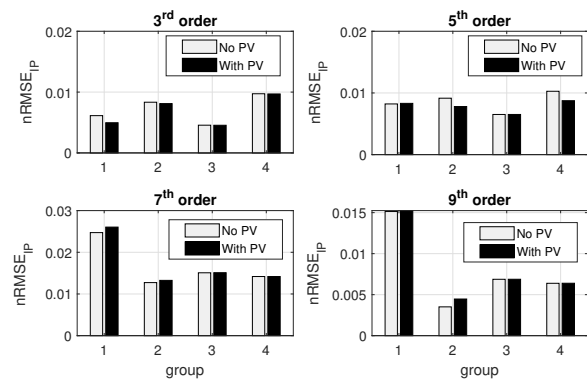 3rd order
nRMSE_IP
0.02
0.01
0
No PV
With PV
1 2 3 4
5th order
nRMSE_IP
0.02
0.01
0
No PV
With PV
1 2 3 4
7th order
nRMSE_IP
0.03
0.02
0.01
0
No PV
With PV
1 2 3 4
group
9th order
nRMSE_IP
0.015
0.01
0.005
0
No PV
With PV
1 2 3 4
group